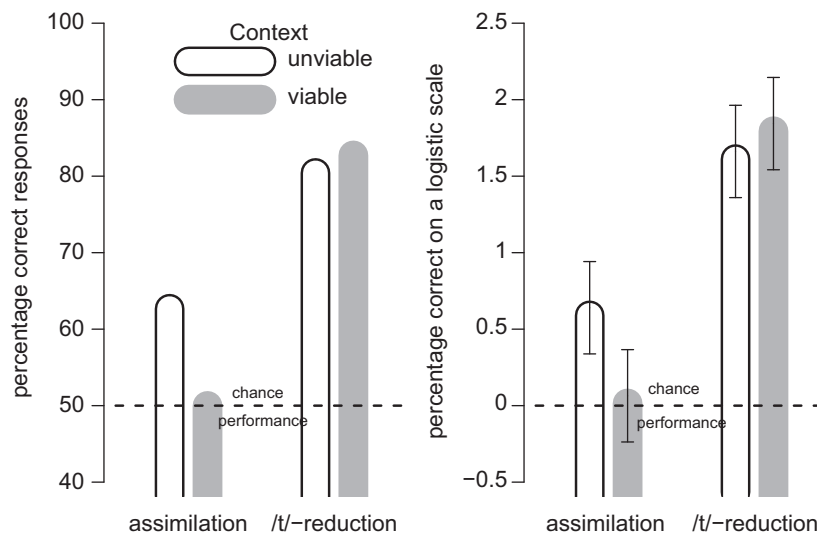 percentage correct responses
100
90
80
70
60
50
40
Context
unviable
viable
chance
performance
assimilation
/t/−reduction
percentage correct on a logistic scale
2.5
2
1.5
1
0.5
0
−0.5
chance
performance
assimilation
/t/−reduction